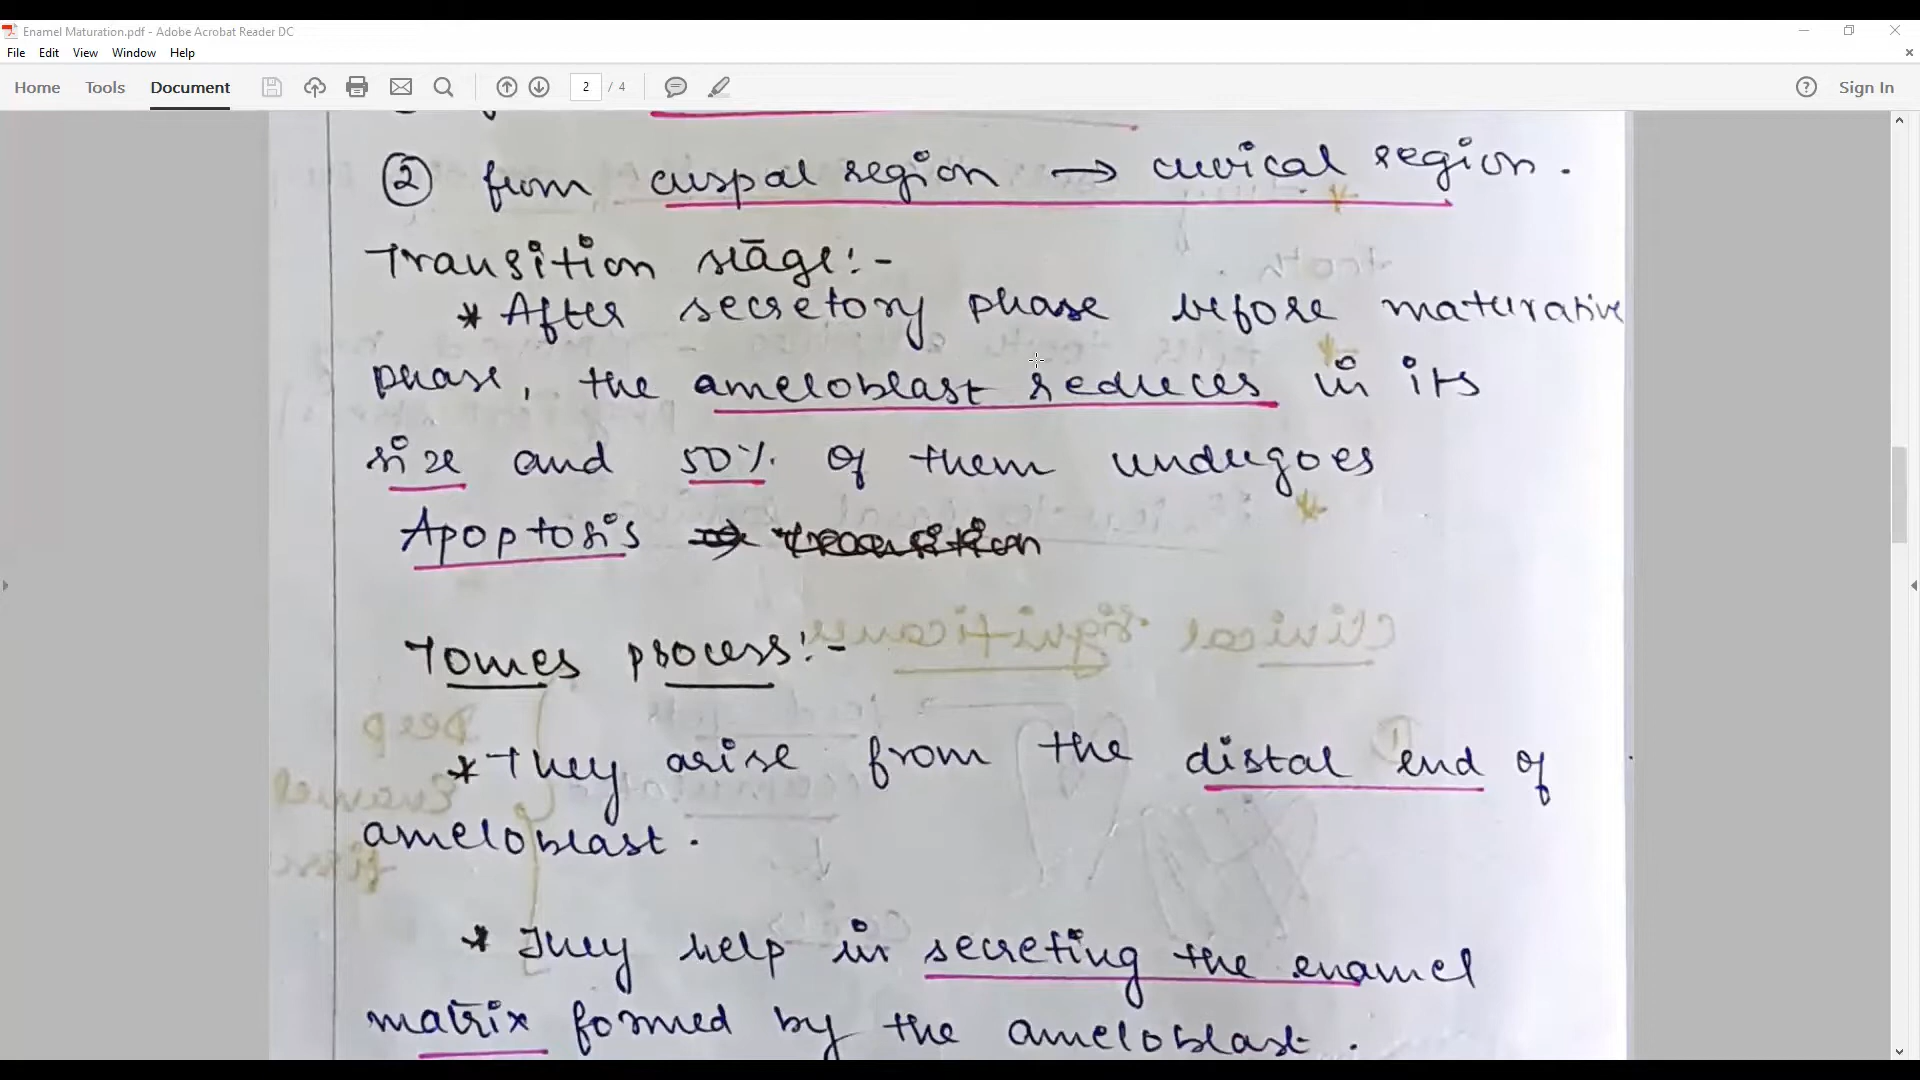 Enamel Maturation.pdf - Adobe Acrobat Reader DC
File Edit View Window Help
Home Tools Document 2 / 4 Sign In
② from cuspal region → cervical region.
Transition stage:-
* After secretory phase before maturative
phase, the ameloblast reduces in its
size and 50% of them undergoes
Apoptosis
Tomes process:-
* They arise from the distal end of
ameloblast.
* They help in secreting the enamel
matrix formed by the ameloblast.